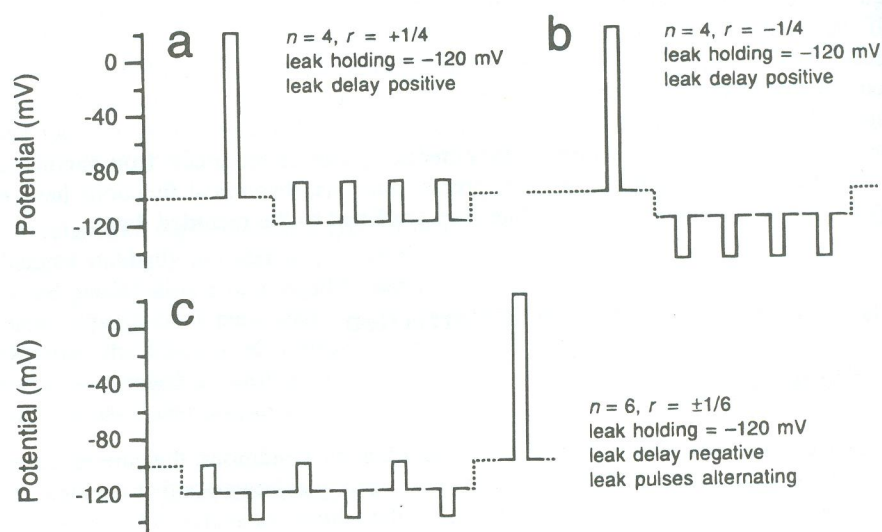 a
n = 4, r = +1/4
leak holding = −120 mV
leak delay positive
b
n = 4, r = −1/4
leak holding = −120 mV
leak delay positive
Potential (mV)
0
-40
-80
-120
c
n = 6, r = ±1/6
leak holding = −120 mV
leak delay negative
leak pulses alternating
Potential (mV)
0
-40
-80
-120